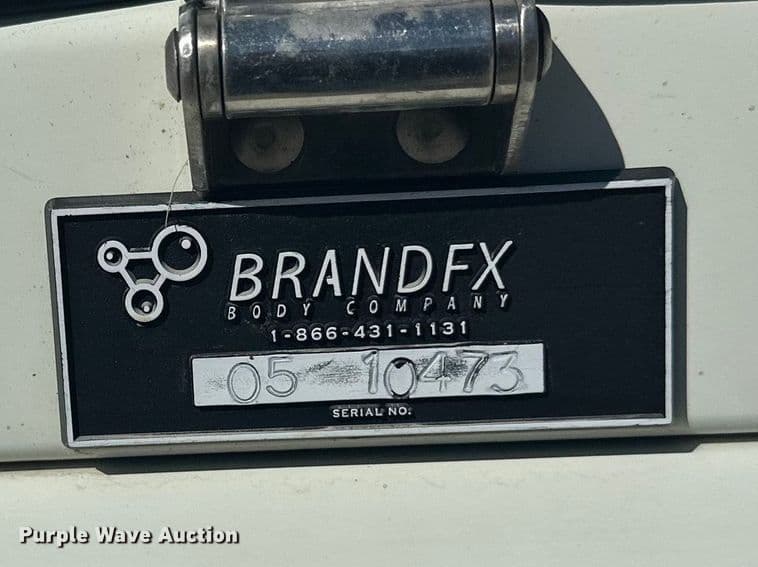 BRANDFX
BODY COMPANY
1-866-431-1131
05 10473
SERIAL NO.
Purple Wave Auction